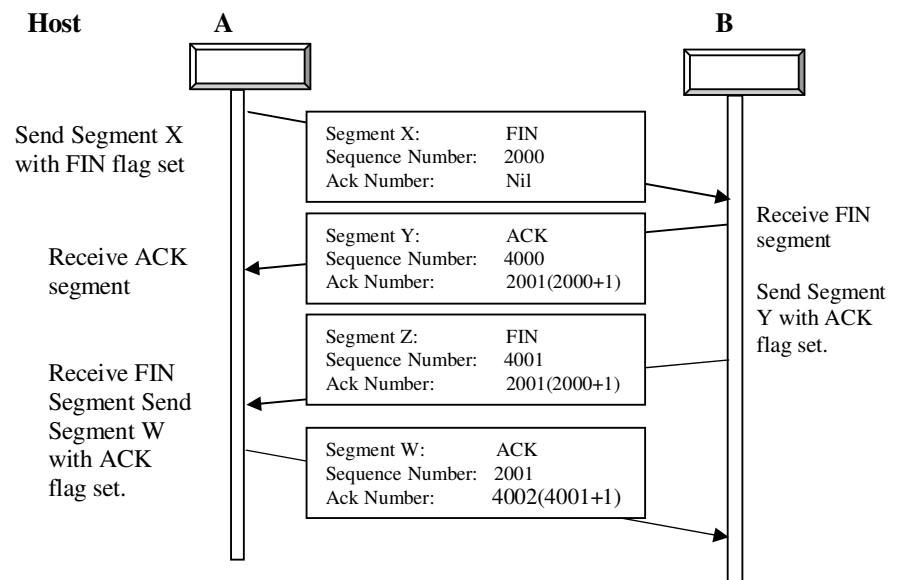 Host A B
Send Segment X
with FIN flag set
Segment X: FIN
Sequence Number: 2000
Ack Number: Nil
Receive FIN
segment
Segment Y: ACK
Sequence Number: 4000
Ack Number: 2001(2000+1)
Receive ACK
segment
Send Segment
Y with ACK
flag set.
Segment Z: FIN
Sequence Number: 4001
Ack Number: 2001(2000+1)
Receive FIN
Segment Send
Segment W
with ACK
flag set.
Segment W: ACK
Sequence Number: 2001
Ack Number: 4002(4001+1)